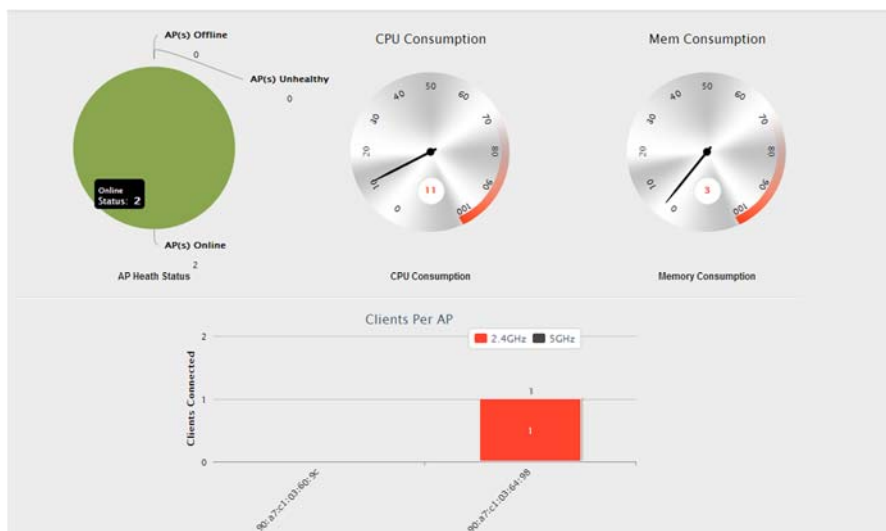 AP(s) Offline
0
AP(s) Unhealthy
0
Online
Status: 2
AP(s) Online
2
AP Heath Status
CPU Consumption
0 10 20 30 40 50 60 70 80 90 100
11
CPU Consumption
Mem Consumption
0 10 20 30 40 50 60 70 80 90 100
3
Memory Consumption
Clients Per AP
2.4GHz 5GHz
Clients Connected
2
1
0
1
1
90:a7:c1:03:60:9c
90:a7:c1:03:64:98